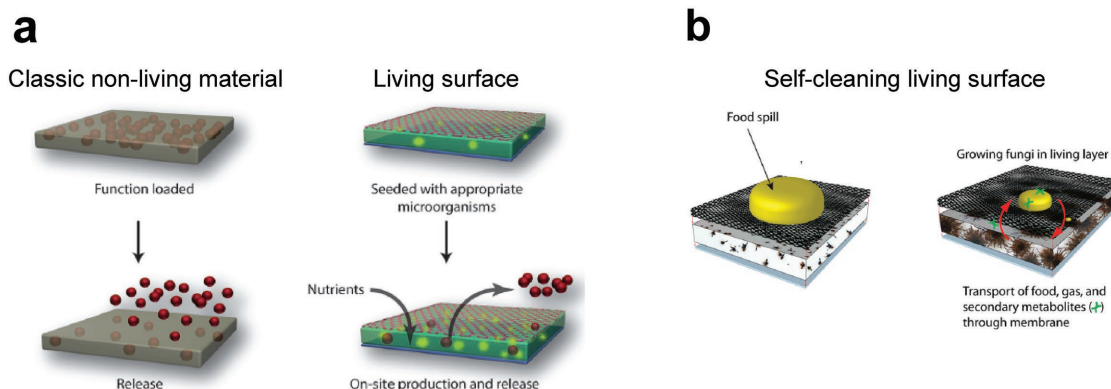 a
Classic non-living material
Function loaded
Release
Living surface
Seeded with appropriate
microorganisms
Nutrients
On-site production and release
b
Self-cleaning living surface
Food spill
Growing fungi in living layer
Transport of food, gas, and
secondary metabolites (+)
through membrane